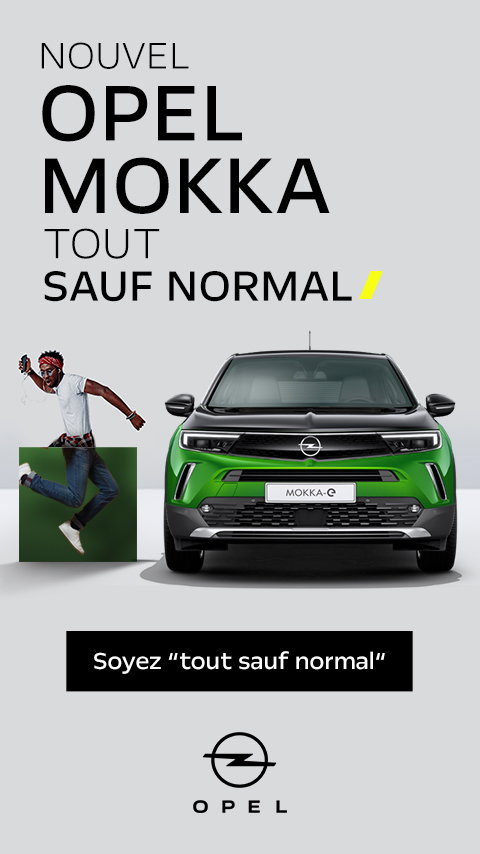 NOUVEL
OPEL
MOKKA
TOUT
SAUF NORMAL
MOKKA-e
Soyez “tout sauf normal”
OPEL